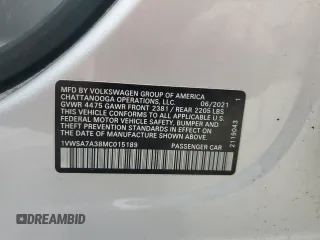 MFD. BY VOLKSWAGEN GROUP OF AMERICA
CHATTANOOGA OPERATIONS, LLC. 06/2021
GVWR 4475 GAWR FRONT 2381 / REAR 2205 LBS
THIS VEHICLE CONFORMS TO ALL APPLICABLE
FEDERAL MOTOR VEHICLE SAFETY, BUMPER, AND
THEFT PREVENTION STANDARDS IN EFFECT ON
THE DATE OF MANUFACTURE SHOWN ABOVE.
1VWSA7A38MC015189 PASSENGER CAR
2119043 1
DREAMBID